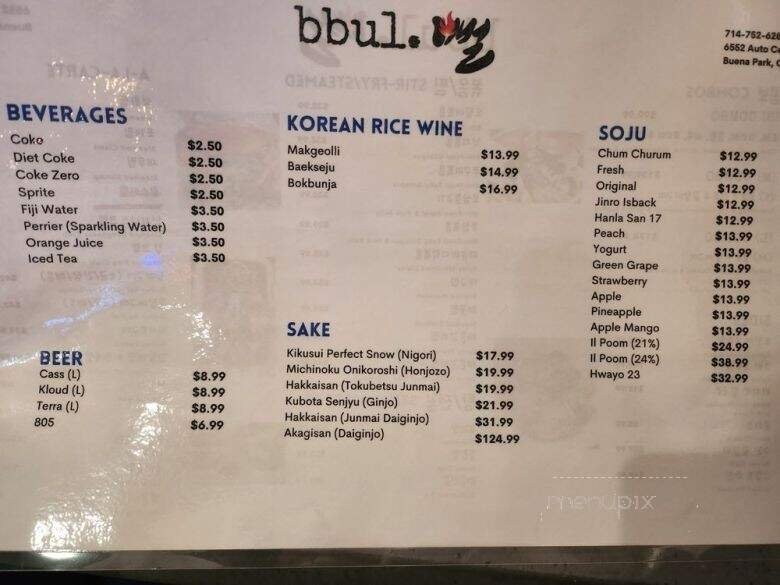 bbul. 뻘
714-752-626
6552 Auto Ce
Buena Park, C
BEVERAGES
Coko $2.50
Diet Coke $2.50
Coke Zero $2.50
Sprite $2.50
Fiji Water $3.50
Perrier (Sparkling Water) $3.50
Orange Juice $3.50
Iced Tea $3.50
BEER
Cass (L) $8.99
Kloud (L) $8.99
Terra (L) $8.99
805 $6.99
KOREAN RICE WINE
Makgeolli $13.99
Baekseju $14.99
Bokbunja $16.99
SAKE
Kikusui Perfect Snow (Nigori) $17.99
Michinoku Onikoroshi (Honjozo) $19.99
Hakkaisan (Tokubetsu Junmai) $19.99
Kubota Senjyu (Ginjo) $21.99
Hakkaisan (Junmai Daiginjo) $31.99
Akagisan (Daiginjo) $124.99
SOJU
Chum Churum $12.99
Fresh $12.99
Original $12.99
Jinro Isback $12.99
Hanla San 17 $12.99
Peach $13.99
Yogurt $13.99
Green Grape $13.99
Strawberry $13.99
Apple $13.99
Pineapple $13.99
Apple Mango $13.99
Il Poom (21%) $24.99
Il Poom (24%) $38.99
Hwayo 23 $32.99
menupix